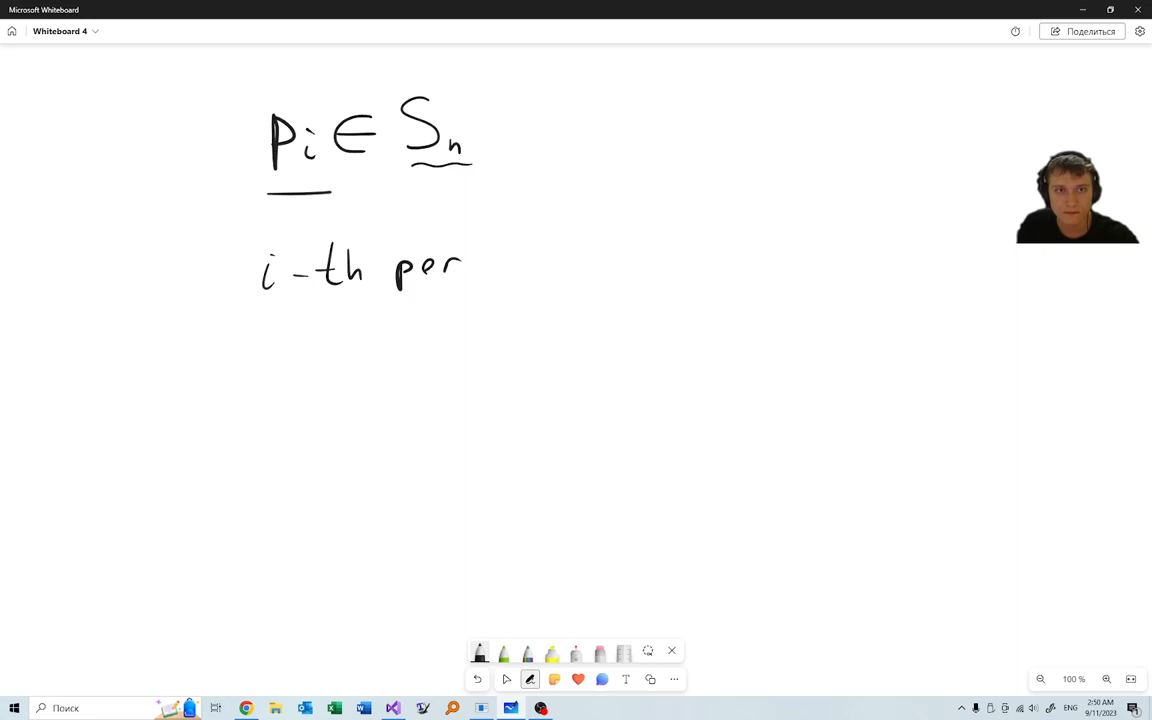 Microsoft Whiteboard
Whiteboard 4
Поделиться
pi ∈ Sn
i-th per
100 %
Поиск
ENG
2:50 AM
9/11/2023